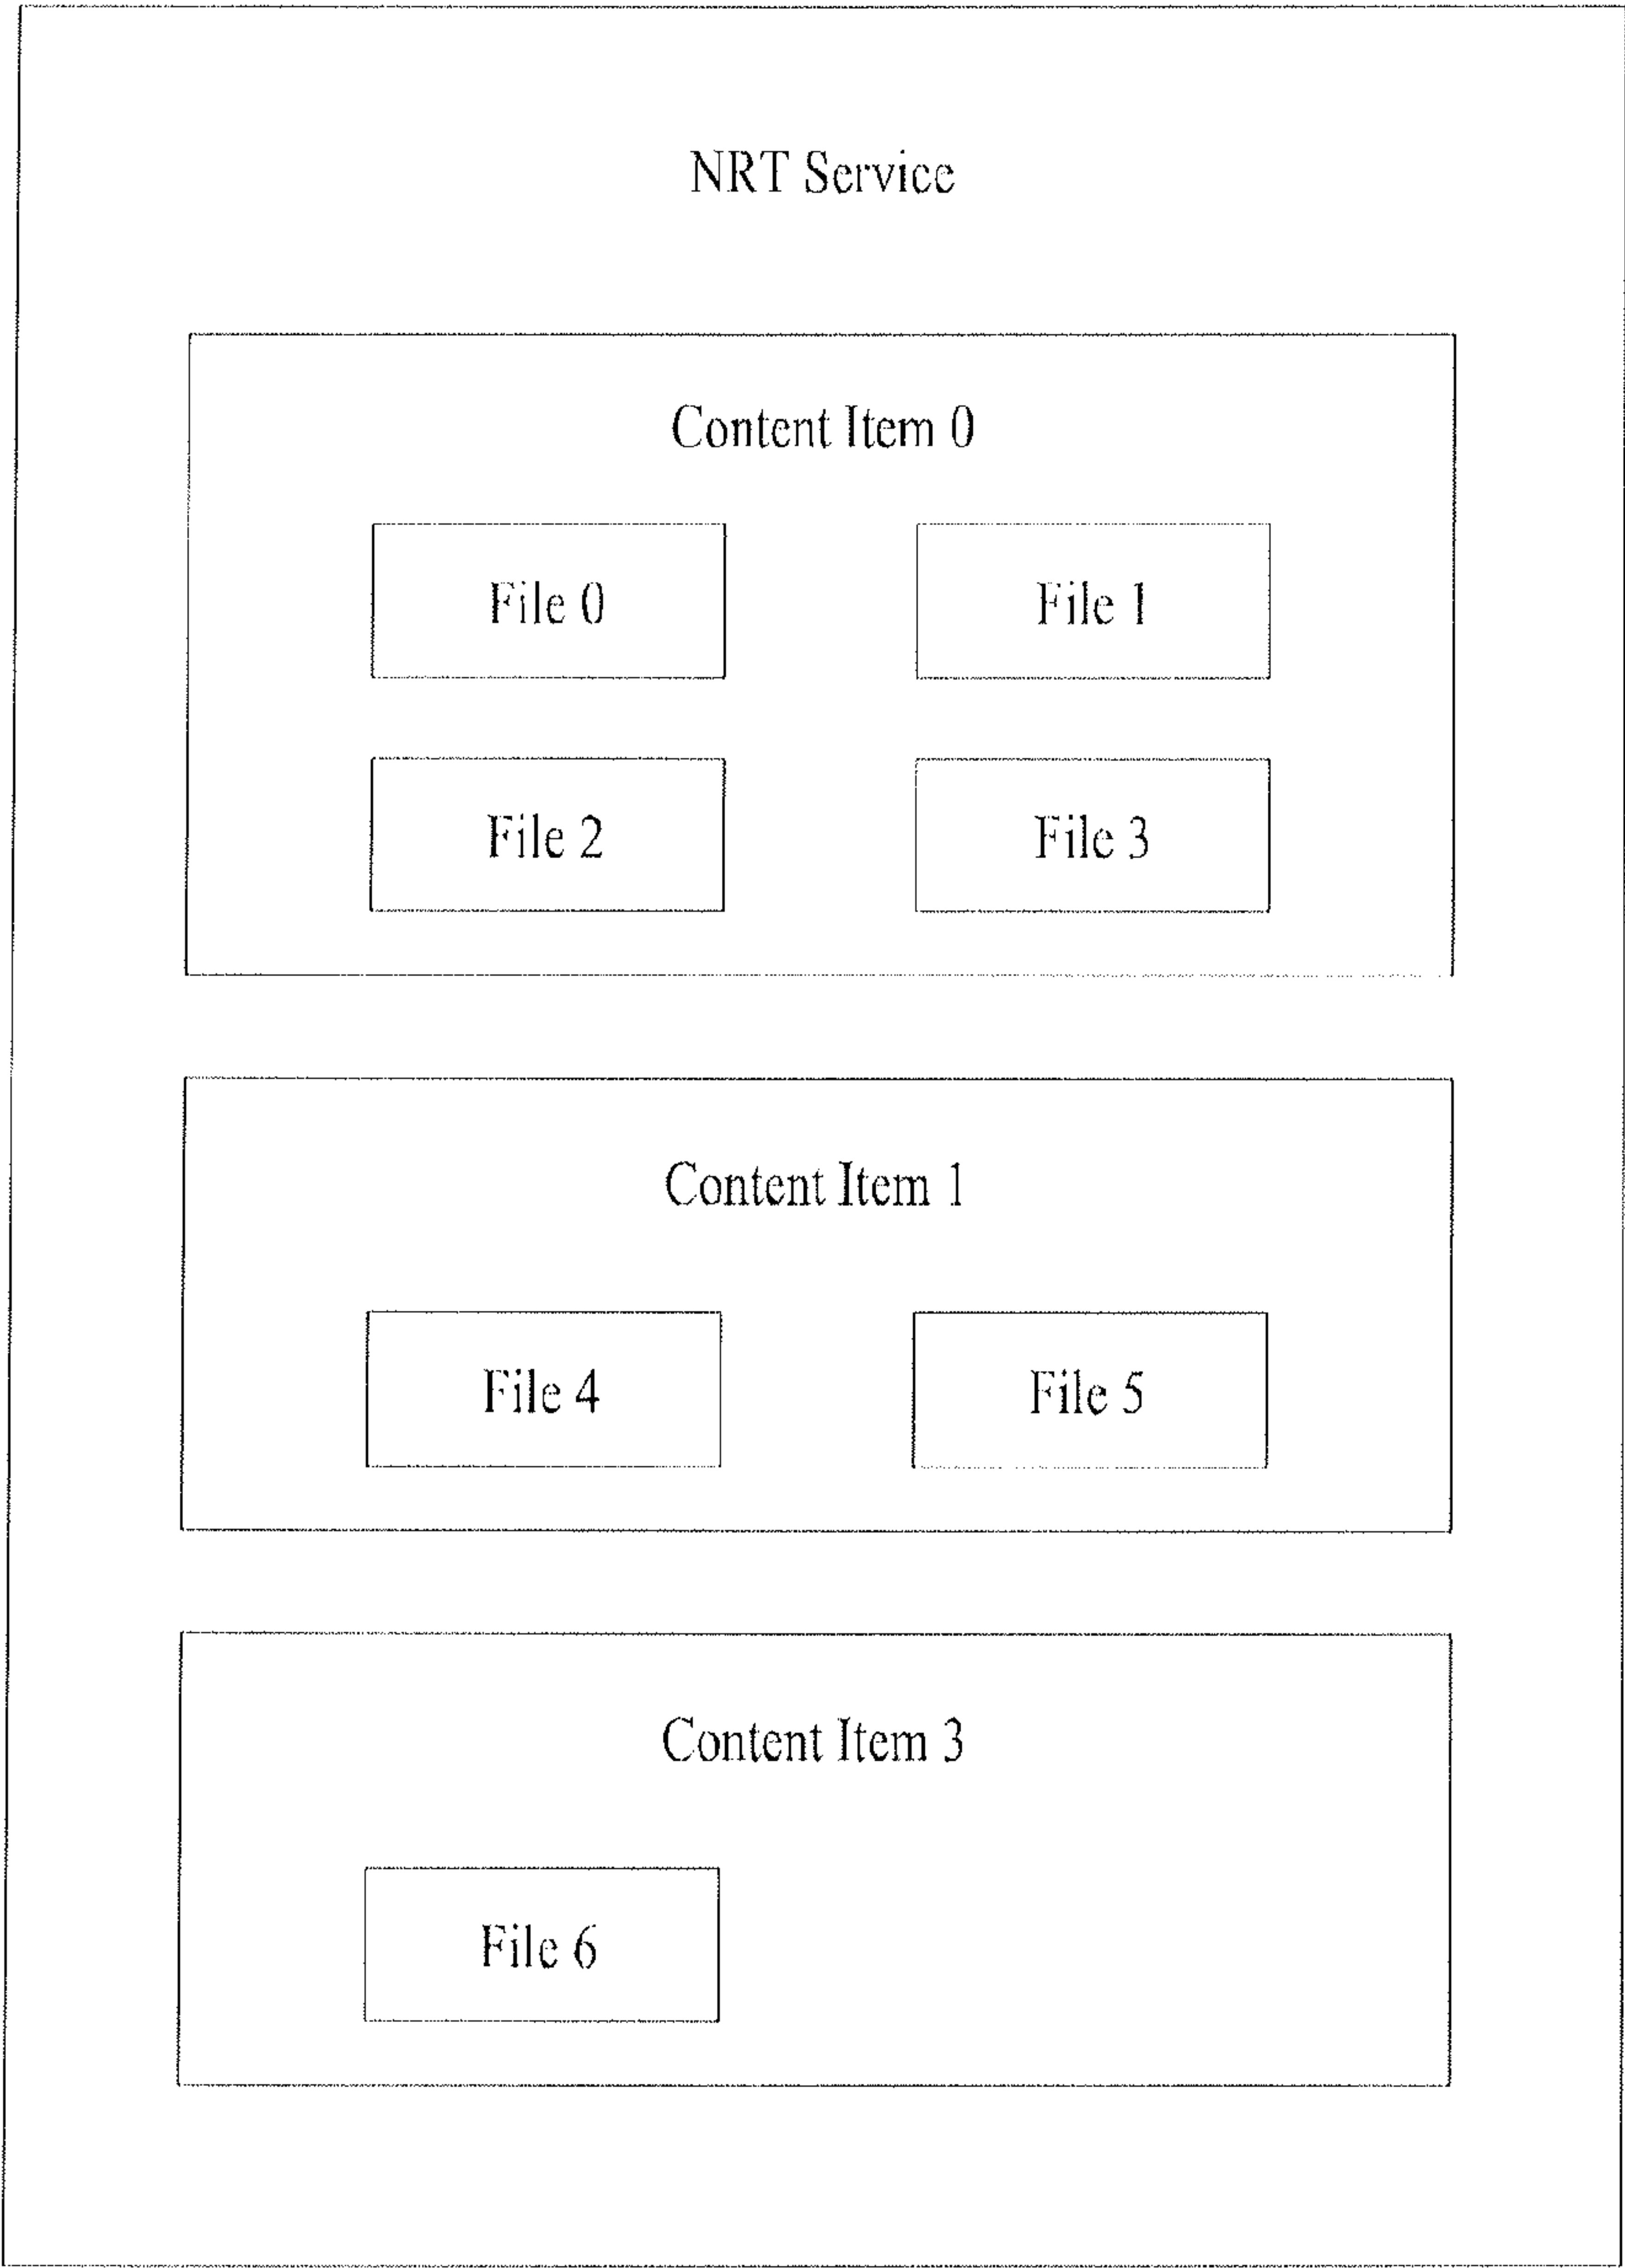 NRT Service
Content Item 0
File 0
File 1
File 2
File 3
Content Item 1
File 4
File 5
Content Item 3
File 6